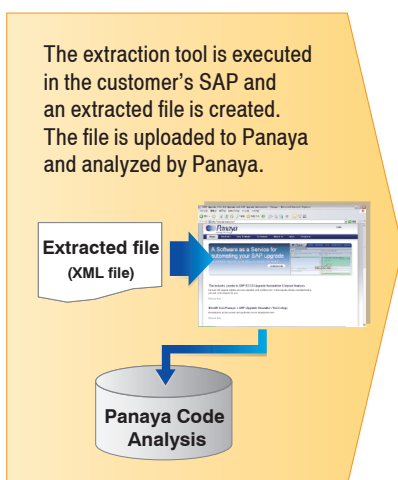 The extraction tool is executed
in the customer's SAP and
an extracted file is created.
The file is uploaded to Panaya
and analyzed by Panaya.
Extracted file
(XML file)
Panaya
A Software as a Service for
automating your SAP upgrade
Panaya Code
Analysis